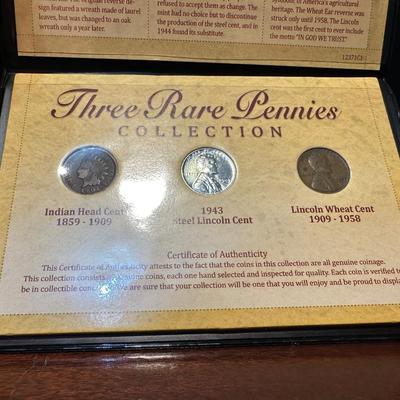 design featured a wreath made of laurel
leaves, but was changed to an oak
wreath only a year later.
refused to accept them as change. The
mint had no choice but to discontinue
the production of the steel cent, and in
1944 found its substitute.
of America's agricultural
heritage. The Wheat Ear reverse was
struck only until 1958. The Lincoln
cent was the first cent to ever include
the motto "IN GOD WE TRUST."
12371C3
Three Rare Pennies
COLLECTION
Indian Head Cent
1859 - 1909
1943
Steel Lincoln Cent
Lincoln Wheat Cent
1909 - 1958
Certificate of Authenticity
This Certificate of Authenticity attests to the fact that the coins in this collection are all genuine coinage.
This collection consists of genuine coins, each one hand selected and inspected for quality. Each coin is verified to
be in collectible are sure that your collection will be one that you will enjoy and be proud to displa